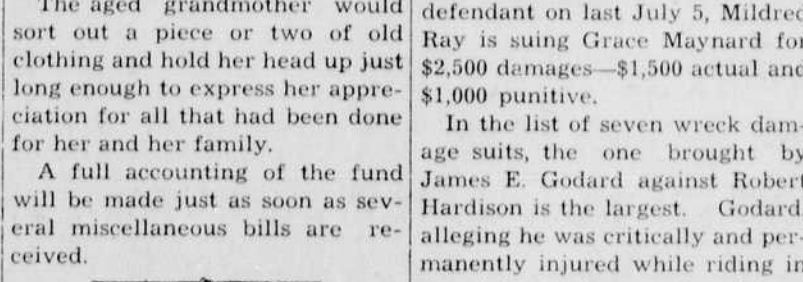 The aged grandmother would
sort out a piece or two of old
clothing and hold her head up just
long enough to express her appre-
ciation for all that had been done
for her and her family.
A full accounting of the fund
will be made just as soon as sev-
eral miscellaneous bills are re-
ceived.
defendant on last July 5, Mildred
Ray is suing Grace Maynard for
$2,500 damages—$1,500 actual and
$1,000 punitive.
In the list of seven wreck dam-
age suits, the one brought by
James E. Godard against Robert
Hardison is the largest. Godard
alleging he was critically and per-
manently injured while riding in